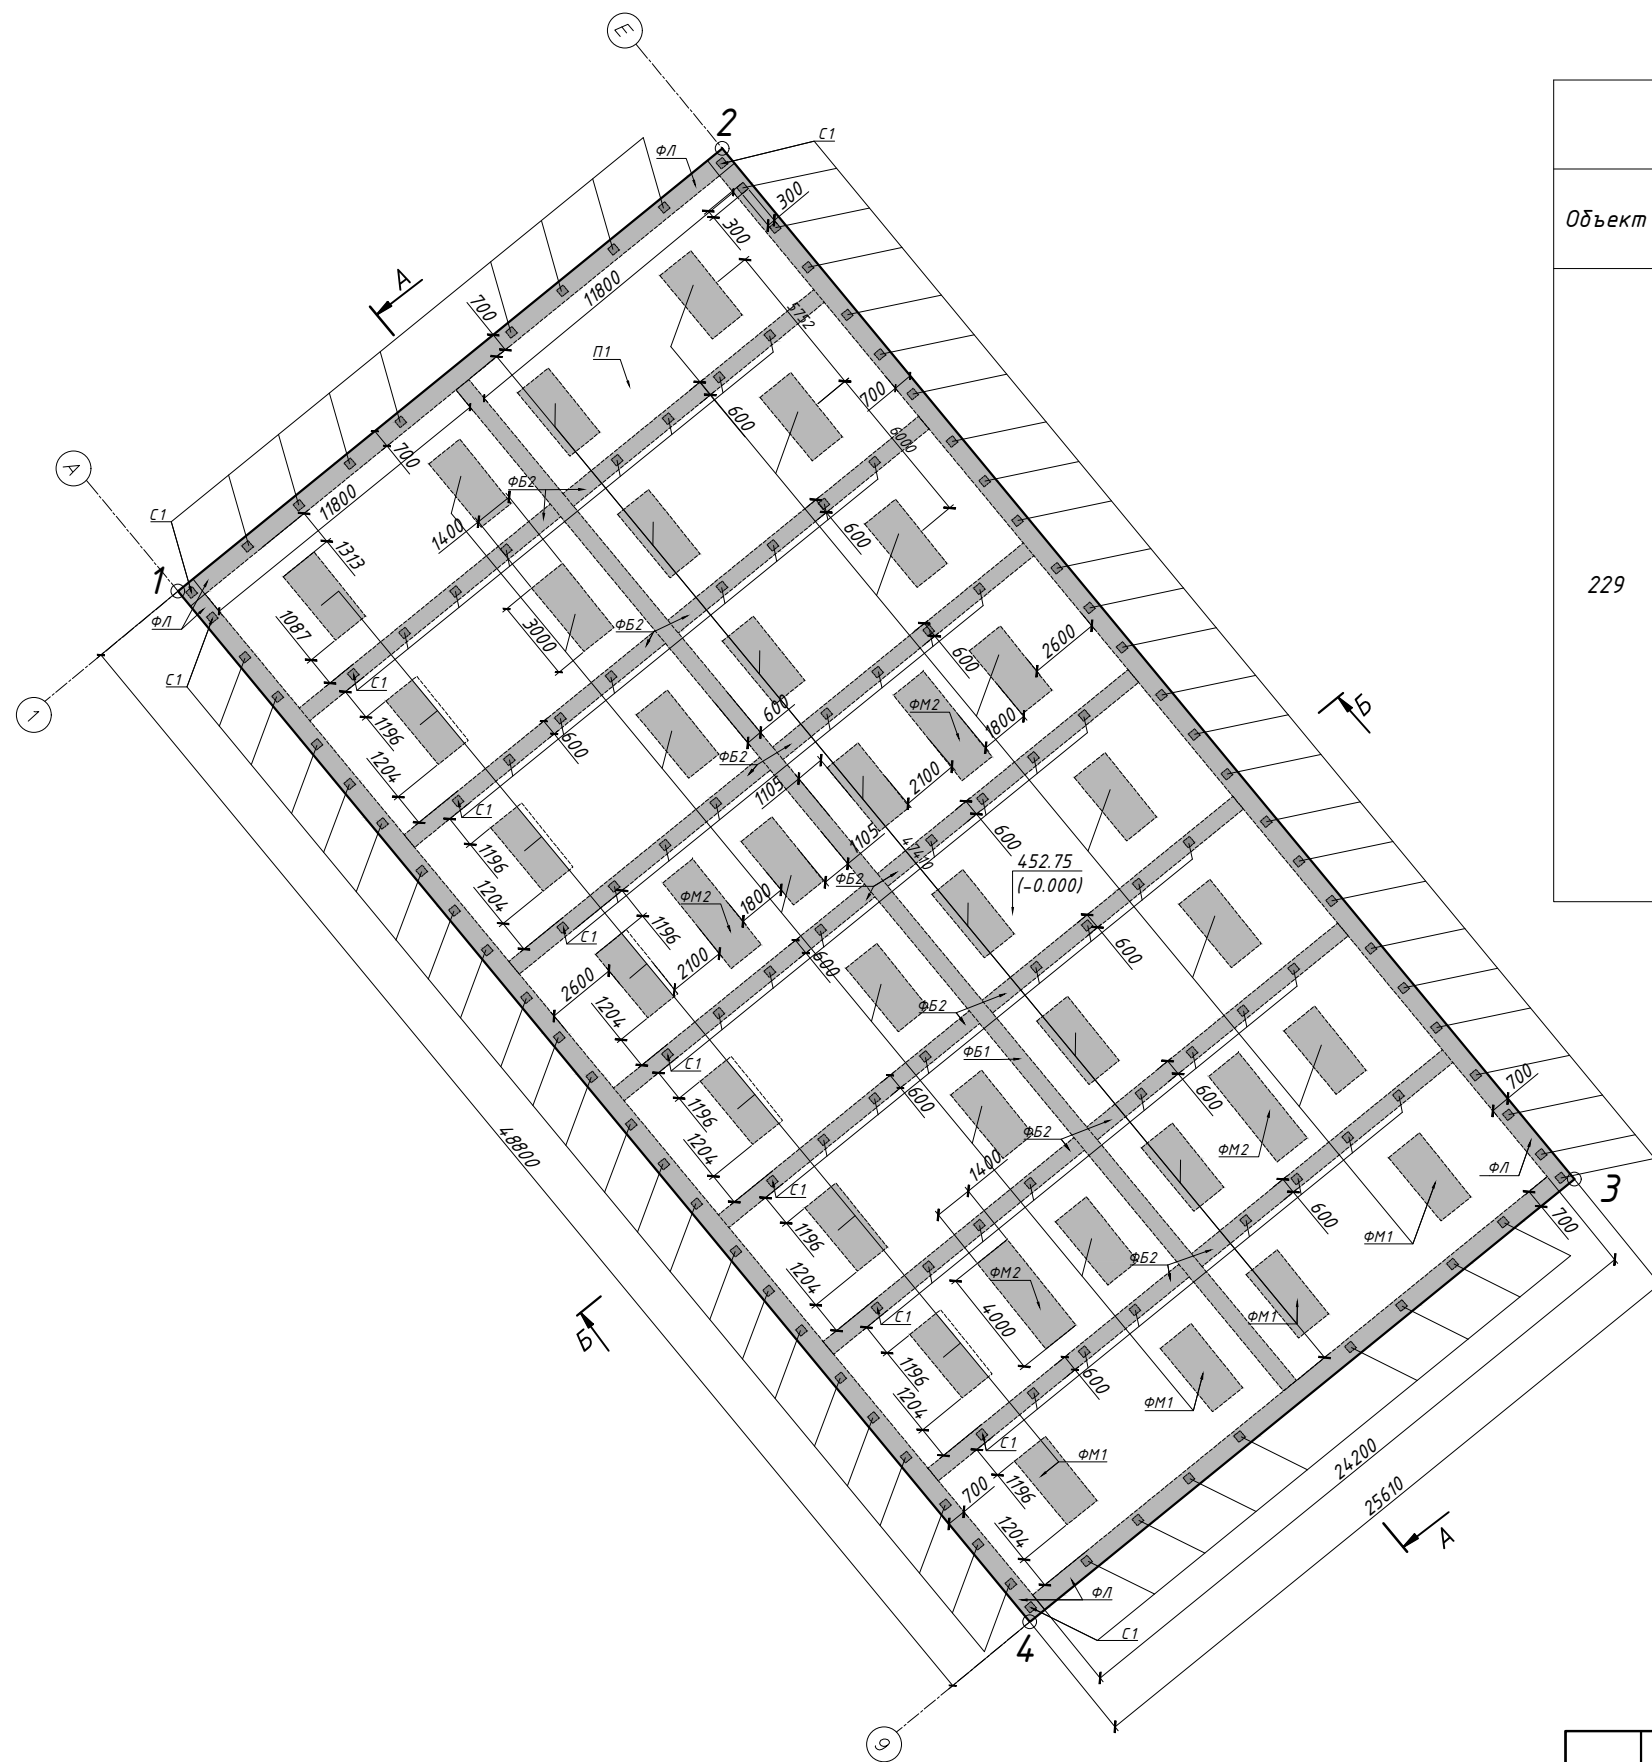 Е
2
С1
ФЛ
300
300
А
11800
5752
700
П1
700
600
6000
700
А
ФБ2
11800
1400
600
С1
1313
1
229
ФЛ
1087
3000
ФБ2
2600
600
С1
С1
1
1196
600
ФМ2
600
1800
Б
1204
ФБ2
1105
2100
С1
1196
1105
47410
600
452.75
(-0.000)
ФБ2
1204
ФМ2
1800
С1
1196
600
2600
2100
600
1204
ФБ2
С1
ФБ1
600
600
700
1196
48800
ФБ2
ФМ2
1204
1400
ФЛ
3
С1
600
700
1196
ФМ1
ФБ2
1204
ФМ2
4000
ФМ1
Б
С1
1196
600
ФМ1
1204
С1
ФМ1
24200
1196
700
25610
1204
А
ФЛ
С1
4
9
Объект